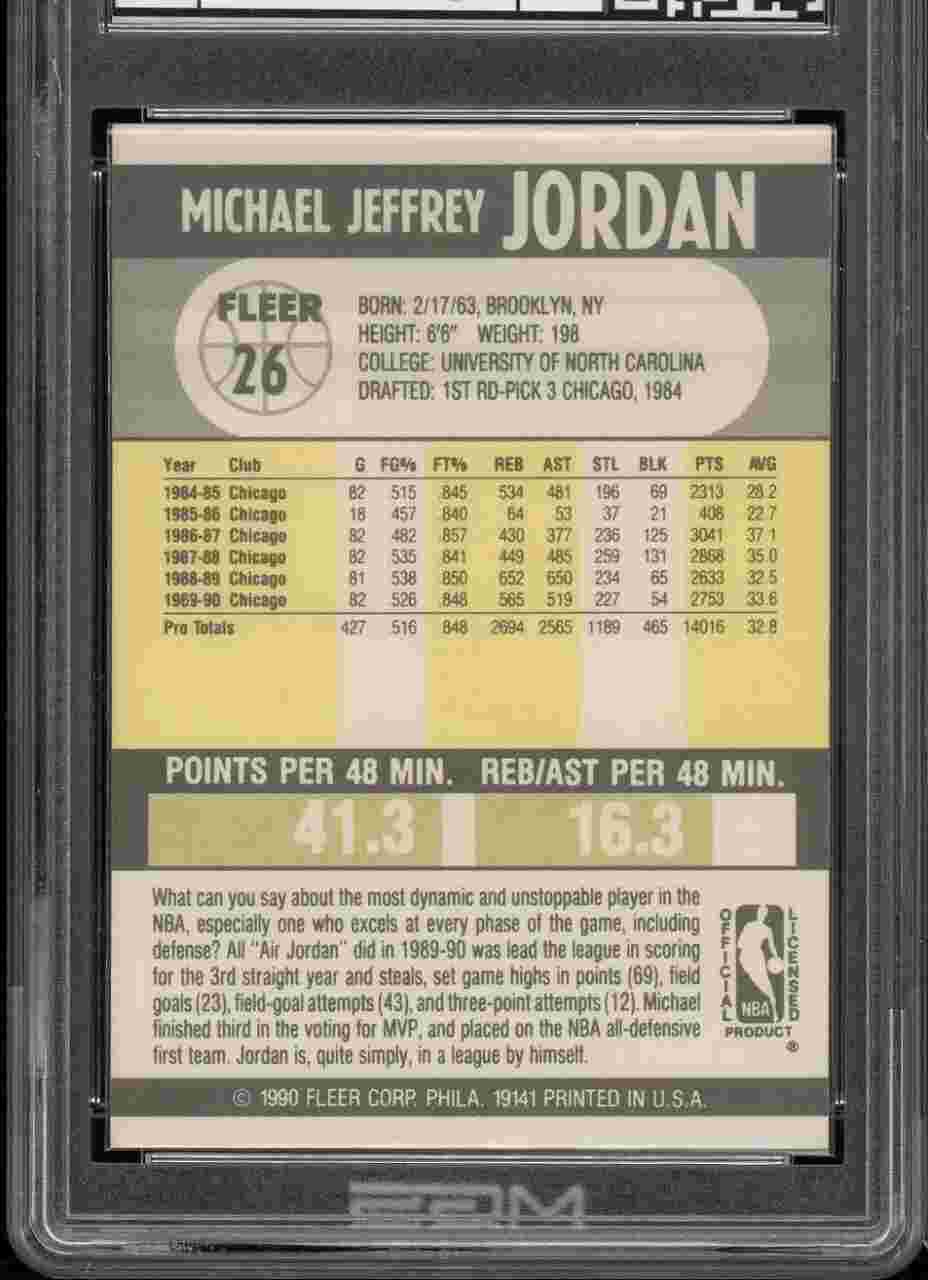 MICHAEL JEFFREY JORDAN
FLEER
26
BORN: 2/17/63, BROOKLYN, NY
HEIGHT: 6'6" WEIGHT: 198
COLLEGE: UNIVERSITY OF NORTH CAROLINA
DRAFTED: 1ST RD-PICK 3 CHICAGO, 1984
Year Club G FG% FT% REB AST STL BLK PTS AVG
1984-85 Chicago 82 .515 .845 534 481 196 69 2313 28.2
1985-86 Chicago 18 .457 .840 64 53 37 21 408 22.7
1986-87 Chicago 82 .482 .857 430 377 236 125 3041 37.1
1987-88 Chicago 82 .535 .841 449 485 259 131 2868 35.0
1988-89 Chicago 81 .538 .850 652 650 234 65 2633 32.5
1989-90 Chicago 82 .526 .848 565 519 227 54 2753 33.6
Pro Totals 427 .516 .848 2694 2565 1189 465 14016 32.8
POINTS PER 48 MIN. REB/AST PER 48 MIN.
41.3 16.3
What can you say about the most dynamic and unstoppable player in the
NBA, especially one who excels at every phase of the game, including
defense? All "Air Jordan" did in 1989-90 was lead the league in scoring
for the 3rd straight year and steals, set game highs in points (69), field
goals (23), field-goal attempts (43), and three-point attempts (12). Michael
finished third in the voting for MVP, and placed on the NBA all-defensive
first team. Jordan is, quite simply, in a league by himself.
OFFICIAL LICENSED
NBA
PRODUCT
®
© 1990 FLEER CORP. PHILA. 19141 PRINTED IN U.S.A.